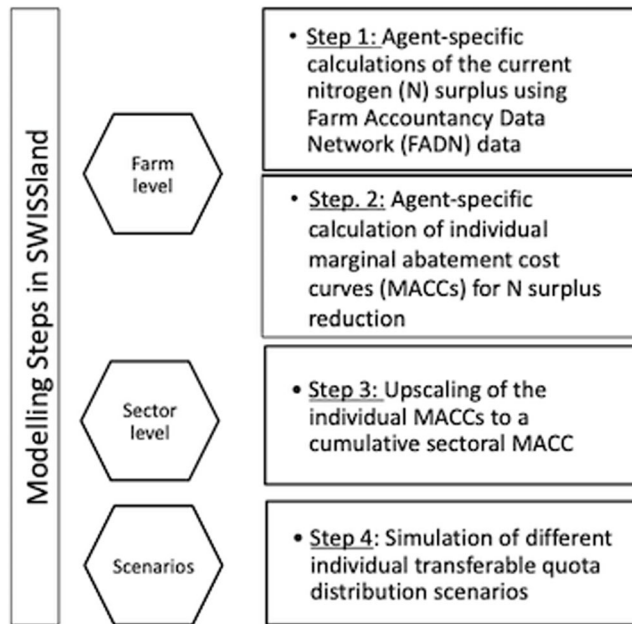 Modelling Steps in SWISSland
Farm
level
• Step 1: Agent-specific
calculations of the current
nitrogen (N) surplus using
Farm Accountancy Data
Network (FADN) data
• Step. 2: Agent-specific
calculation of individual
marginal abatement cost
curves (MACCs) for N surplus
reduction
Sector
level
• Step 3: Upscaling of the
individual MACCs to a
cumulative sectoral MACC
Scenarios
• Step 4: Simulation of different
individual transferable quota
distribution scenarios